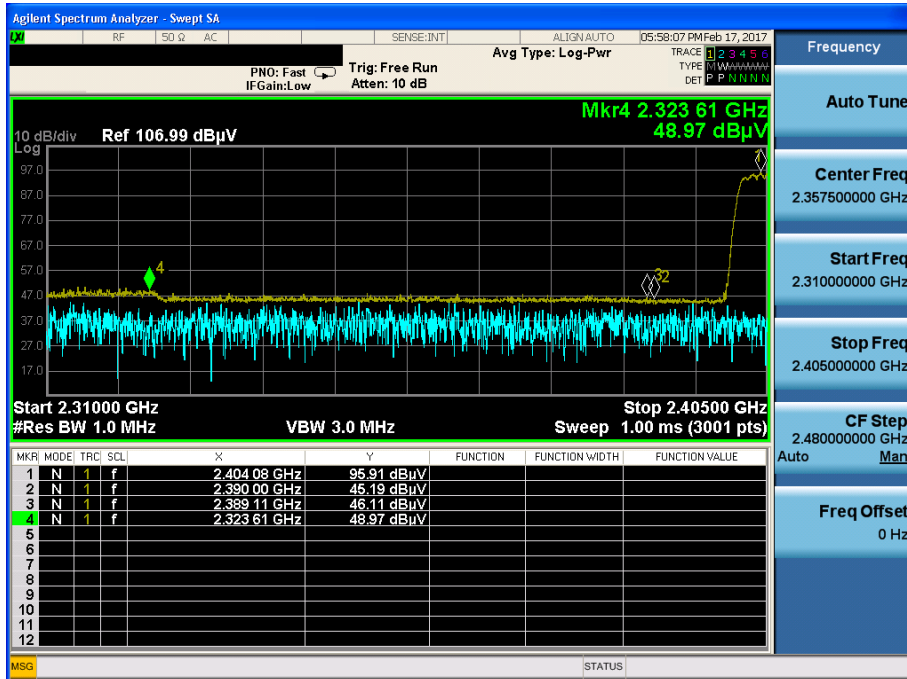 Agilent Spectrum Analyzer - Swept SA
LXI RF 50 Ω AC SENSE:INT ALIGN AUTO 05:58:07 PM Feb 17, 2017
Frequency
PNO: Fast
IFGain:Low
Trig: Free Run
Atten: 10 dB
Avg Type: Log-Pwr
TRACE 1 2 3 4 5 6
TYPE M W
DET P P N N N N
Auto Tune
Mkr4 2.323 61 GHz
48.97 dBµV
10 dB/div Ref 106.99 dBµV
Log
97.0
87.0
77.0
67.0
57.0
47.0
37.0
27.0
17.0
1
4
3 2
Center Freq
2.357500000 GHz
Start Freq
2.310000000 GHz
Stop Freq
2.405000000 GHz
Start 2.31000 GHz Stop 2.40500 GHz
#Res BW 1.0 MHz VBW 3.0 MHz Sweep 1.00 ms (3001 pts)
CF Step
2.480000000 GHz
Auto Man
Freq Offset
0 Hz
MKR MODE TRC SCL X Y FUNCTION FUNCTION WIDTH FUNCTION VALUE
1 N 1 f 2.404 08 GHz 95.91 dBµV
2 N 1 f 2.390 00 GHz 45.19 dBµV
3 N 1 f 2.389 11 GHz 46.11 dBµV
4 N 1 f 2.323 61 GHz 48.97 dBµV
5
6
7
8
9
10
11
12
MSG STATUS